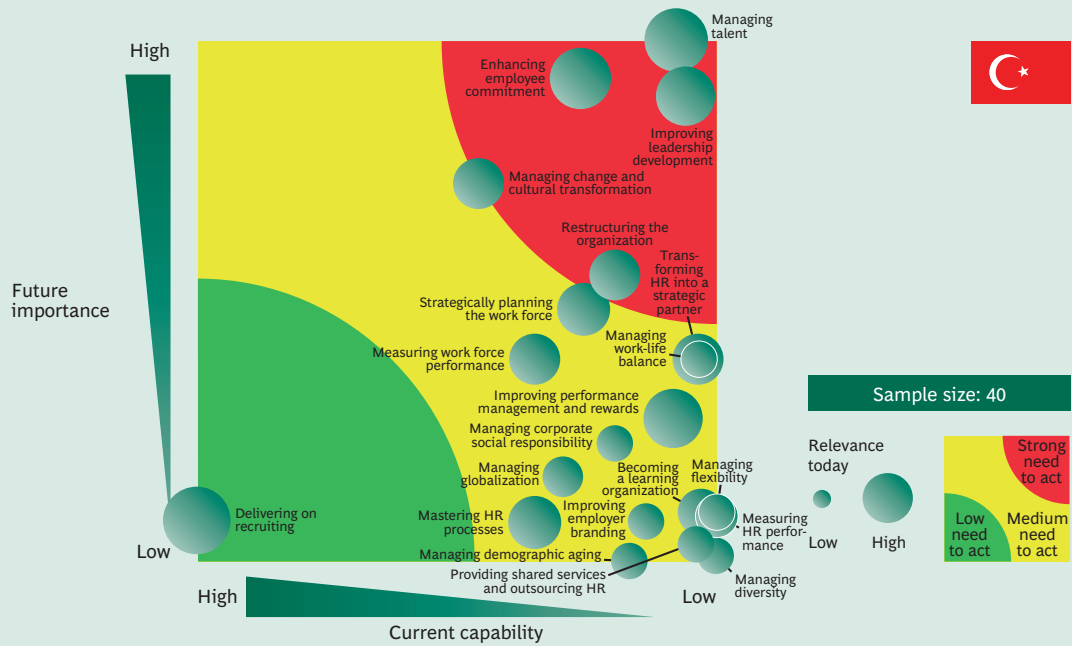 High
Future
importance
Low
Managing
talent
Enhancing
employee
commitment
Improving
leadership
development
Managing change and
cultural transformation
Restructuring the
organization
Trans-
forming
HR into a
strategic
partner
Strategically planning
the work force
Managing
work-life
balance
Measuring work force
performance
Improving performance
management and rewards
Managing corporate
social responsibility
Managing
globalization
Becoming
a learning
organization
Managing
flexibility
Delivering on
recruiting
Mastering HR
processes
Improving
employer
branding
Measuring
HR perfor-
mance
Managing demographic aging
Providing shared services
and outsourcing HR
Managing
diversity
High
Low
Current capability
Sample size: 40
Relevance
today
Low
High
Strong
need
to act
Low
need
to act
Medium
need
to act